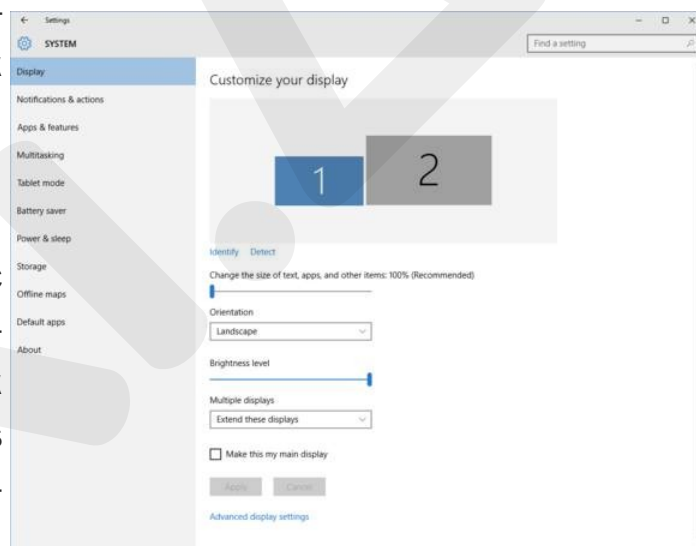 Settings
SYSTEM
Find a setting
Display
Notifications & actions
Apps & features
Multitasking
Tablet mode
Battery saver
Power & sleep
Storage
Offline maps
Default apps
About
Customize your display
1
2
Identify Detect
Change the size of text, apps, and other items: 100% (Recommended)
Orientation
Landscape
Brightness level
Multiple displays
Extend these displays
Make this my main display
Apply Cancel
Advanced display settings